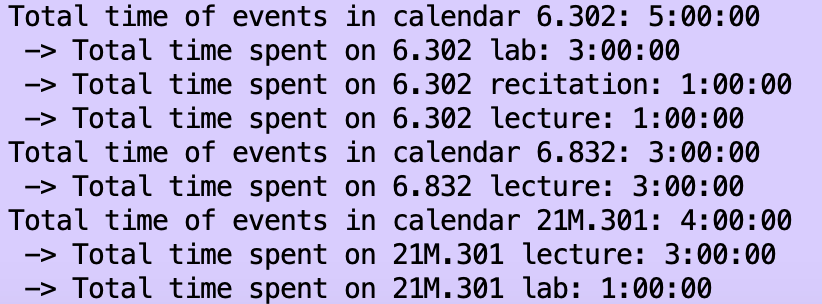 Total time of events in calendar 6.302: 5:00:00
 —> Total time spent on 6.302 lab: 3:00:00
 —> Total time spent on 6.302 recitation: 1:00:00
 —> Total time spent on 6.302 lecture: 1:00:00
Total time of events in calendar 6.832: 3:00:00
 —> Total time spent on 6.832 lecture: 3:00:00
Total time of events in calendar 21M.301: 4:00:00
 —> Total time spent on 21M.301 lecture: 3:00:00
 —> Total time spent on 21M.301 lab: 1:00:00